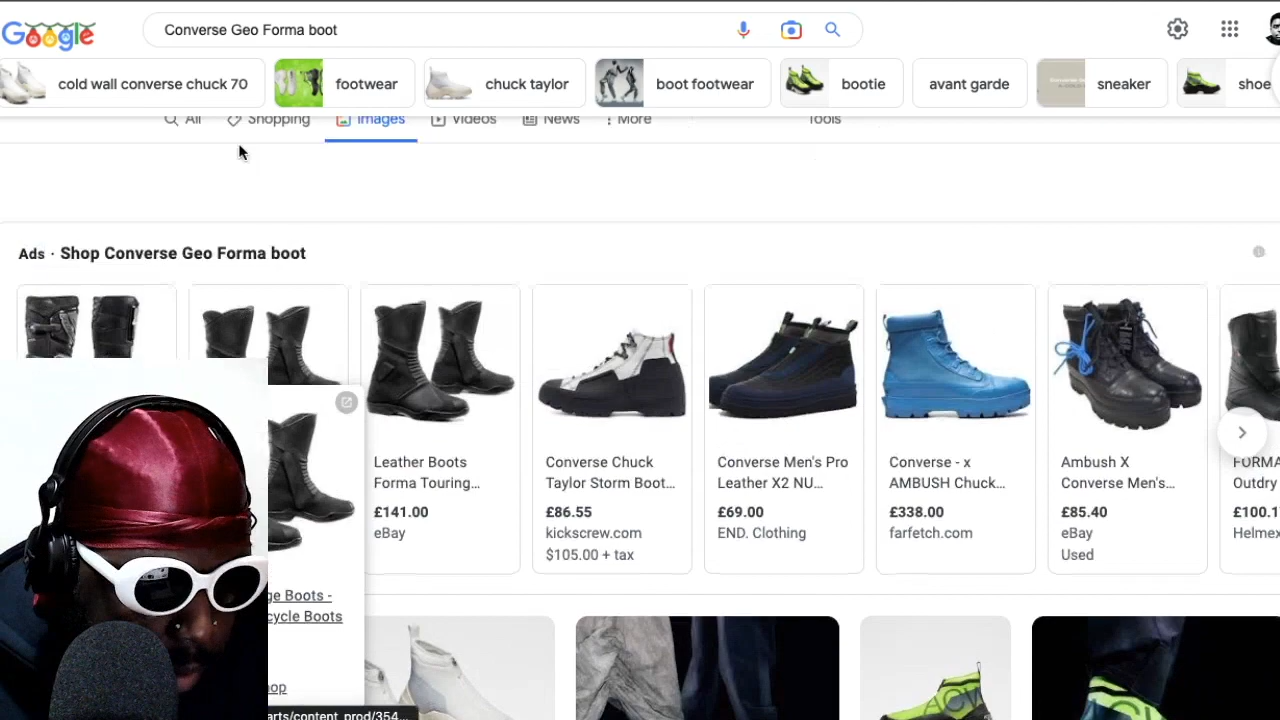 Google
Converse Geo Forma boot
cold wall converse chuck 70
footwear
chuck taylor
boot footwear
bootie
avant garde
sneaker
shoe
All
Shopping
Images
Videos
News
More
Tools
Ads · Shop Converse Geo Forma boot
Leather Boots
Forma Touring...
£141.00
eBay
Converse Chuck
Taylor Storm Boot...
£86.55
kickscrew.com
$105.00 + tax
Converse Men's Pro
Leather X2 NU...
£69.00
END. Clothing
Converse - x
AMBUSH Chuck...
£338.00
farfetch.com
Ambush X
Converse Men's...
£85.40
eBay
Used
FORMA
Outdry
£100.1
Helmex
ge Boots -
cycle Boots
op
arts/content_prod/354...